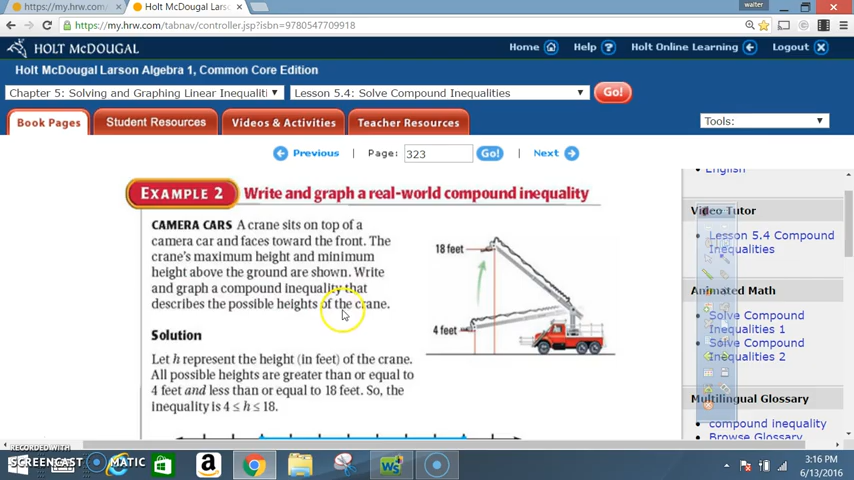 https://my.hrw.com/tabnav/c
Holt McDougal Larson Alg
walter
https://my.hrw.com/tabnav/controller.jsp?isbn=9780547709918
HOLT McDOUGAL
Home
Help
Holt Online Learning
Logout
Holt McDougal Larson Algebra 1, Common Core Edition
Chapter 5: Solving and Graphing Linear Inequaliti
Lesson 5.4: Solve Compound Inequalities
Go!
Book Pages
Student Resources
Videos & Activities
Teacher Resources
Tools:
Previous
Page:
323
Go!
Next
English
EXAMPLE 2
Write and graph a real-world compound inequality
CAMERA CARS A crane sits on top of a
camera car and faces toward the front. The
crane's maximum height and minimum
height above the ground are shown. Write
and graph a compound inequality that
describes the possible heights of the crane.
18 feet
4 feet
Solution
Let h represent the height (in feet) of the crane.
All possible heights are greater than or equal to
4 feet and less than or equal to 18 feet. So, the
inequality is 4 ≤ h ≤ 18.
Video Tutor
Lesson 5.4 Compound
Inequalities
Animated Math
Solve Compound
Inequalities 1
Solve Compound
Inequalities 2
Multilingual Glossary
compound inequality
Browse Glossary
RECORDED WITH
SCREENCAST MATIC
3:16 PM
6/13/2016